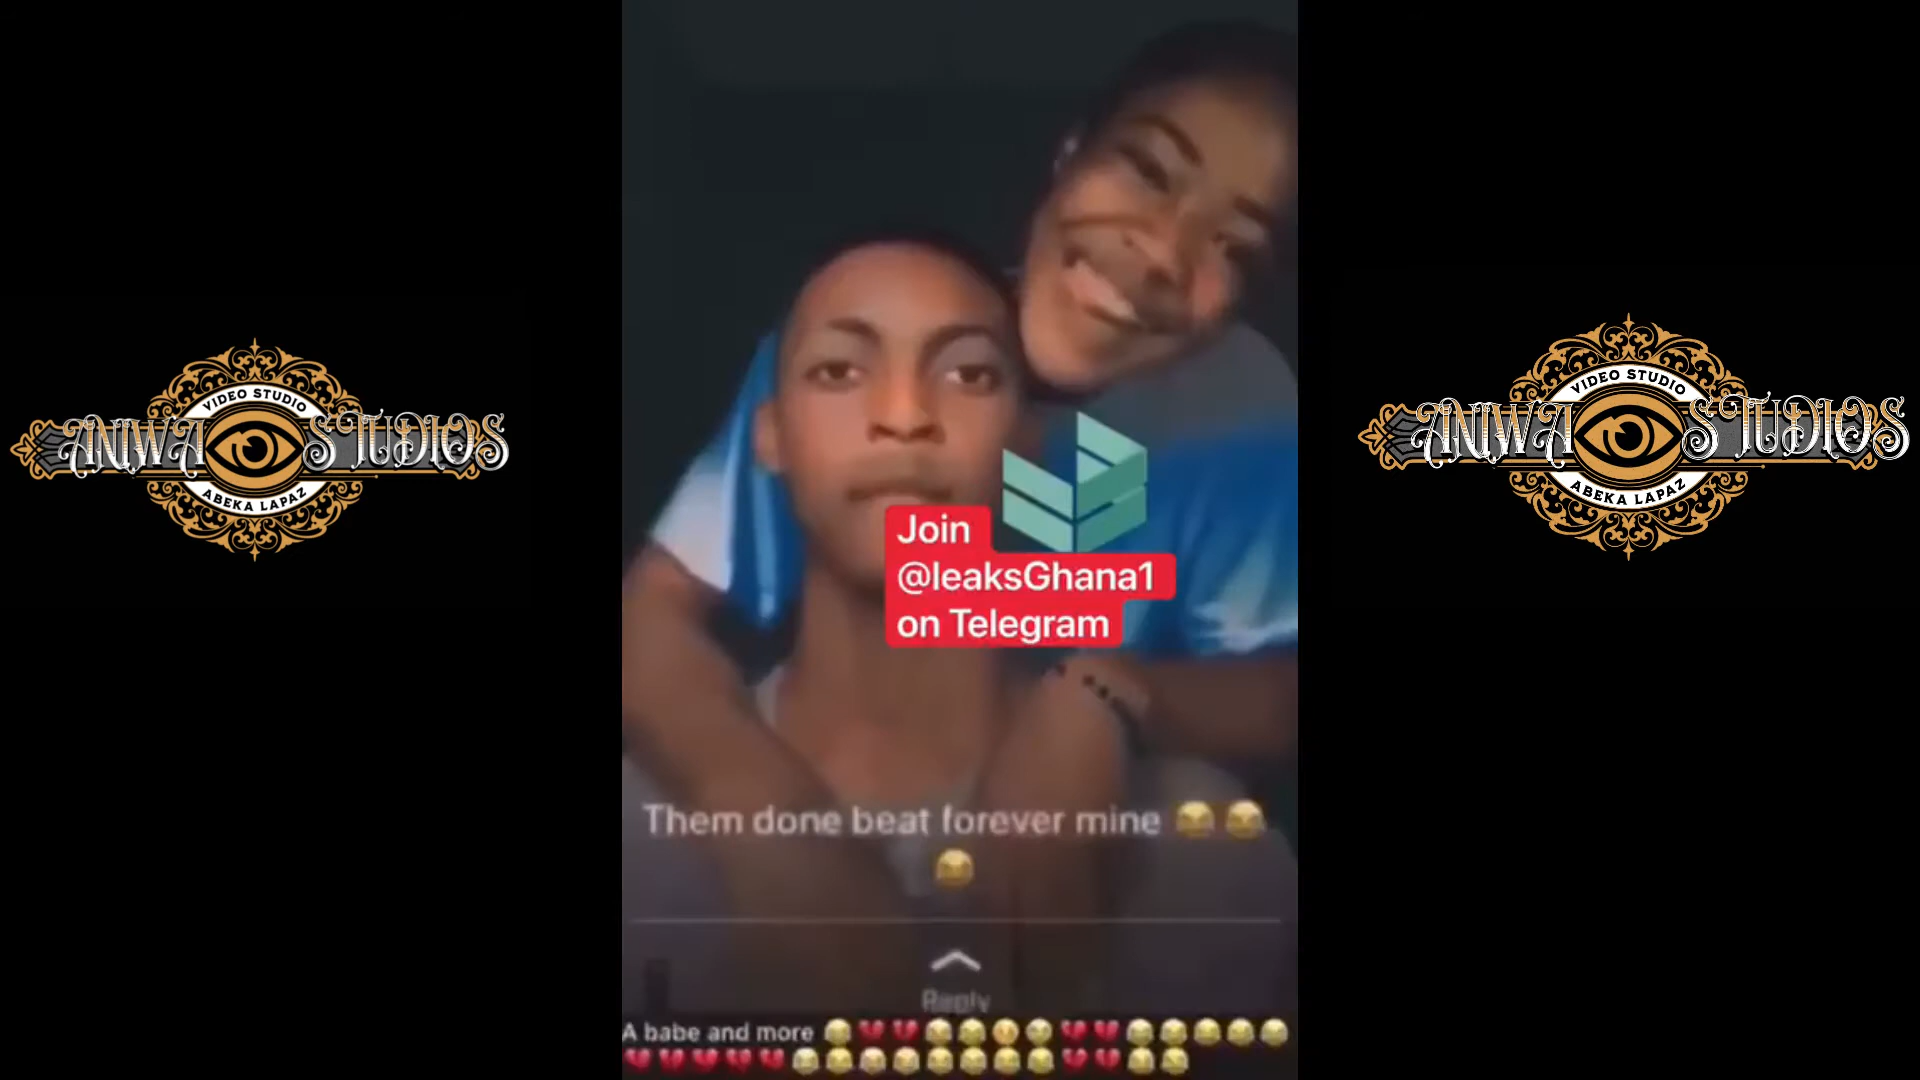 VIDEO STUDIO
ANIWA STUDIOS
ABEKA LAPAZ
VIDEO STUDIO
ANIWA STUDIOS
ABEKA LAPAZ
Join
@leaksGhana1
on Telegram
Them done beat forever mine 😂 😂
😂
Reply
A babe and more 😂💔💔😂😂😂😂💔💔😂😂😂😂😂
💔💔💔💔💔😂😂😂😂😂😂😂😂💔💔😂😂